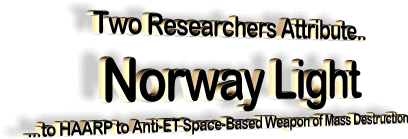 Two Researchers Attribute..
Norway Light
...to HAARP to Anti-ET Space-Based Weapon of Mass Destruction